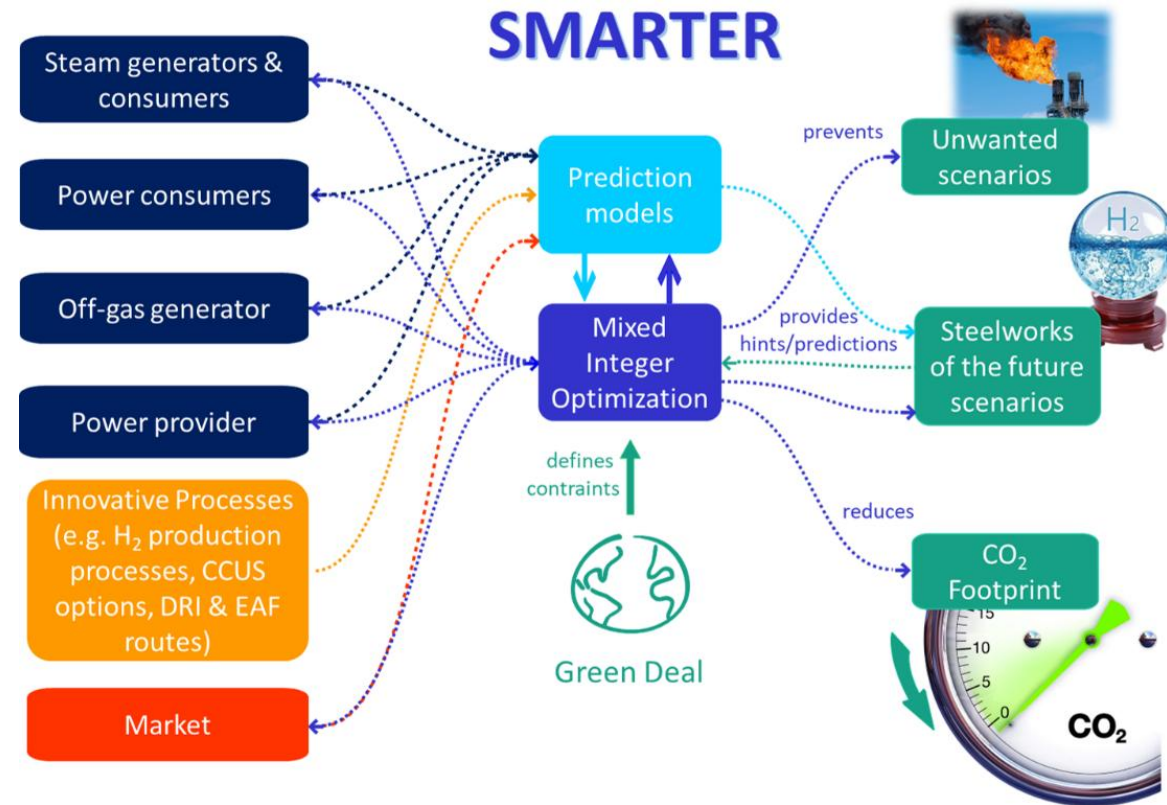 SMARTER
Steam generators &
consumers
Power consumers
Off-gas generator
Power provider
Innovative Processes
(e.g. H₂ production
processes, CCUS
options, DRI & EAF
routes)
Market
Prediction
models
Mixed
Integer
Optimization
defines
contraints
Green Deal
prevents
Unwanted
scenarios
H₂
provides
hints/predictions
Steelworks
of the future
scenarios
reduces
CO₂
Footprint
15
10
5
0
CO₂